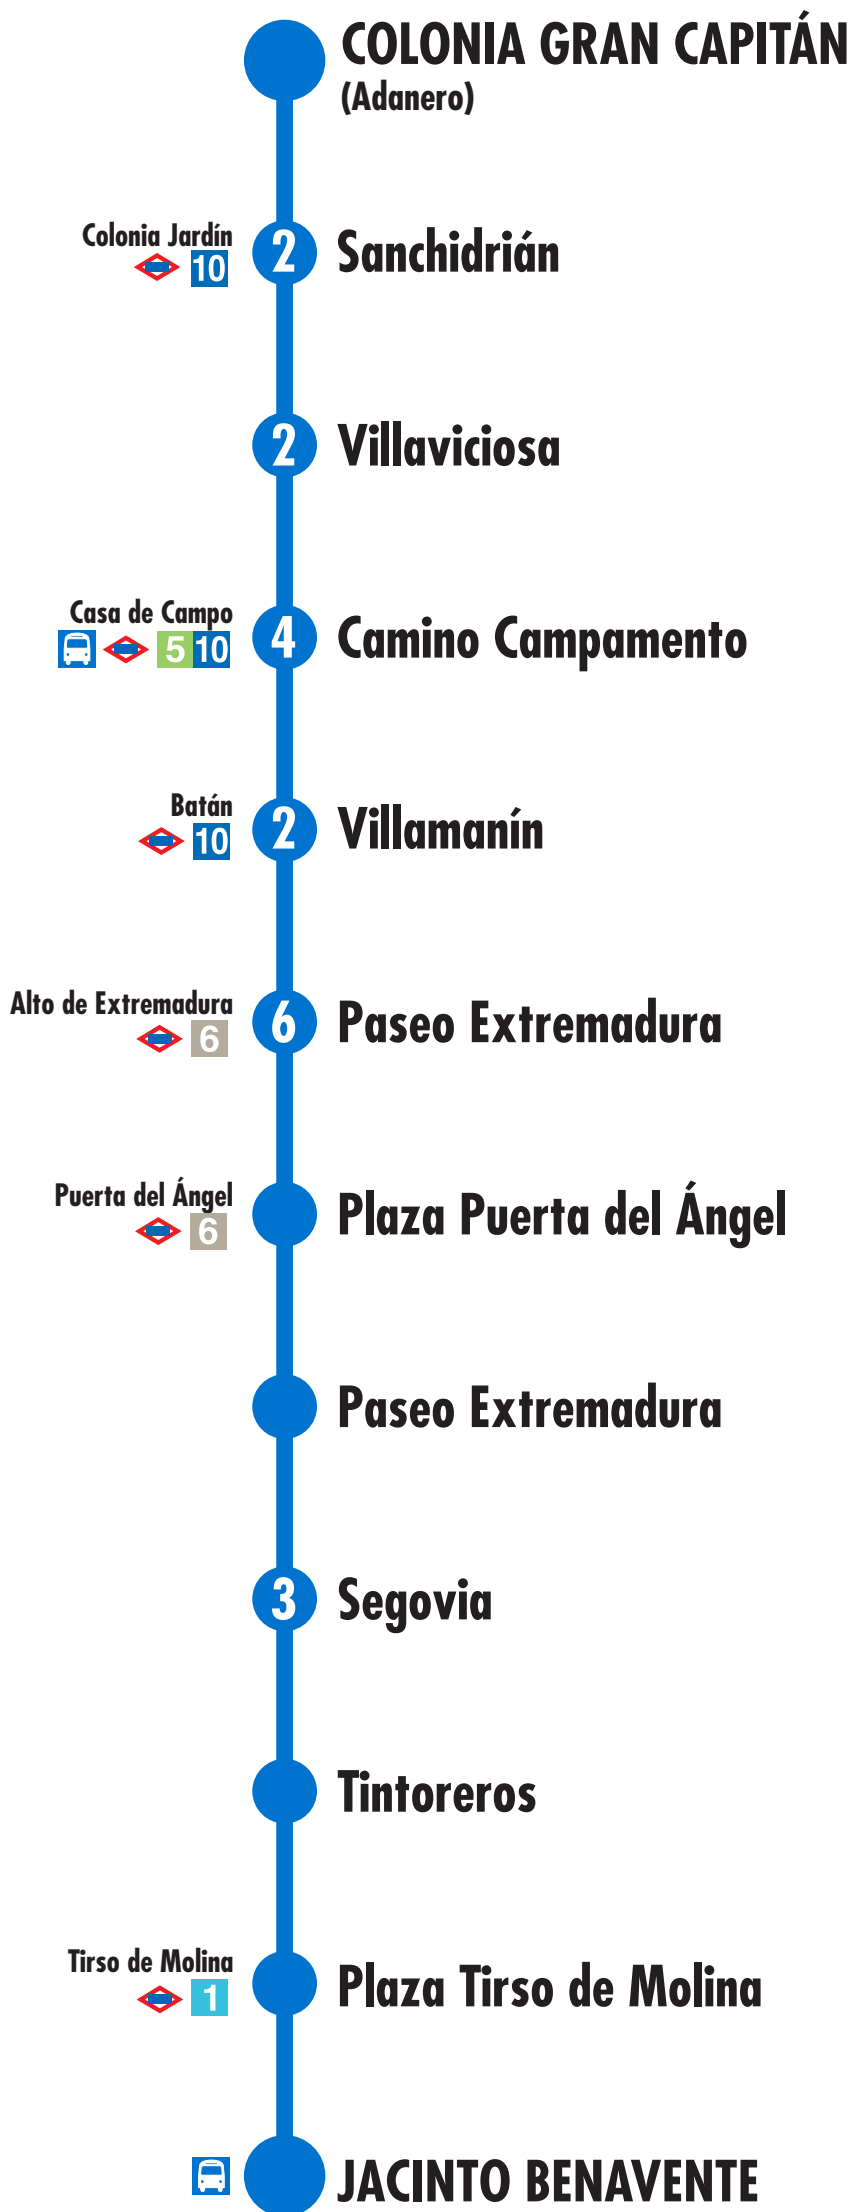 COLONIA GRAN CAPITÁN
(Adanero)
Colonia Jardín
10
2
Sanchidrián
2
Villaviciosa
Casa de Campo
5 10
4
Camino Campamento
Batán
10
2
Villamanín
Alto de Extremadura
6
6
Paseo Extremadura
Puerta del Ángel
6
Plaza Puerta del Ángel
Paseo Extremadura
3
Segovia
Tintoreros
Tirso de Molina
1
Plaza Tirso de Molina
JACINTO BENAVENTE